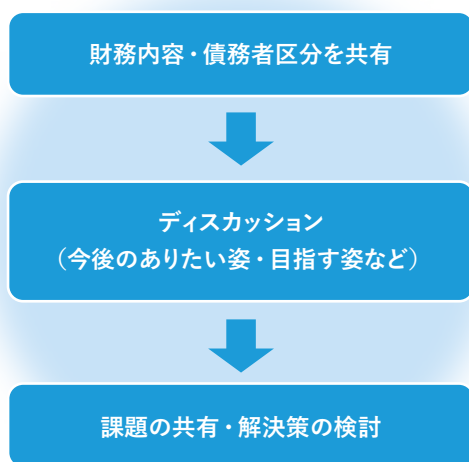 財務内容・債務者区分を共有
ディスカッション
（今後のありたい姿・目指す姿など）
課題の共有・解決策の検討